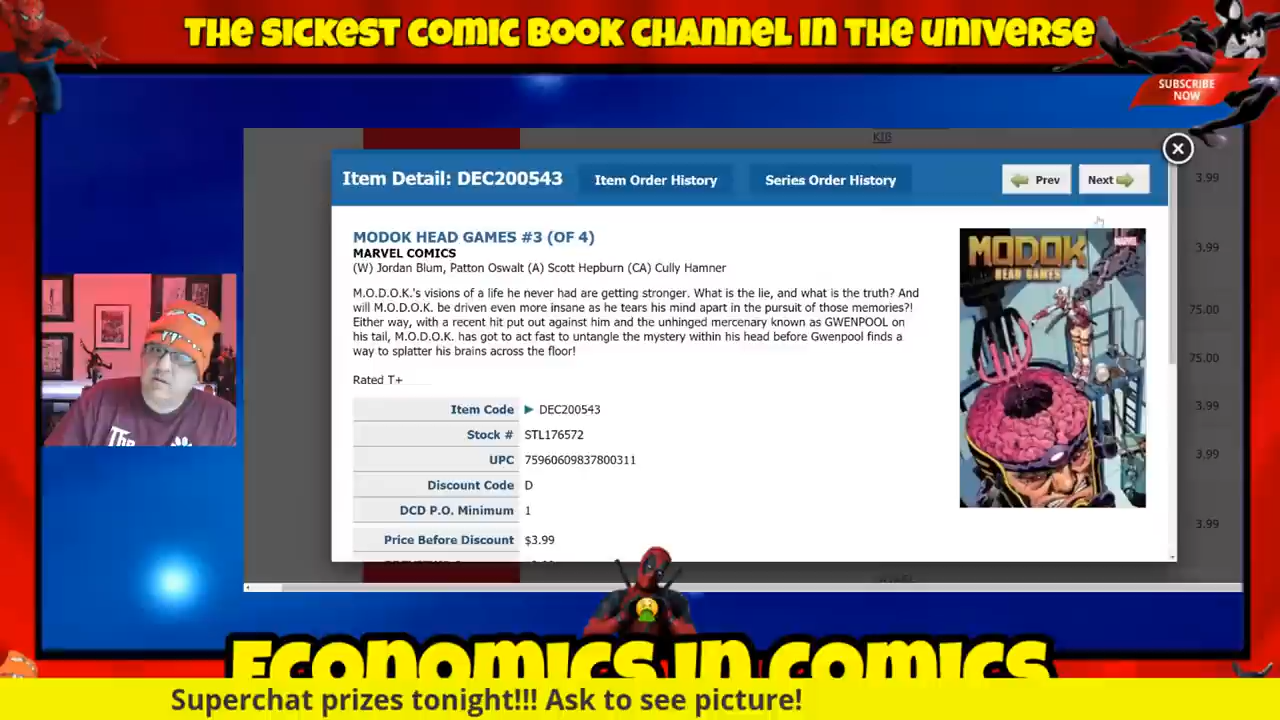 THE SICKEST COMIC BOOK CHANNEL IN THE UNIVERSE
SUBSCRIBE
NOW
KIB
Item Detail: DEC200543
Item Order History
Series Order History
Prev
Next
3.99
MODOK HEAD GAMES #3 (OF 4)
MARVEL COMICS
(W) Jordan Blum, Patton Oswalt (A) Scott Hepburn (CA) Cully Hamner
M.O.D.O.K.'s visions of a life he never had are getting stronger. What is the lie, and what is the truth? And
will M.O.D.O.K. be driven even more insane as he tears his mind apart in the pursuit of those memories?!
Either way, with a recent hit put out against him and the unhinged mercenary known as GWENPOOL on
his tail, M.O.D.O.K. has got to act fast to untangle the mystery within his head before Gwenpool finds a
way to splatter his brains across the floor!
Rated T+
MODOK
HEAD GAMES
MARVEL
3.99
75.00
75.00
3.99
3.99
3.99
Item Code DEC200543
Stock # STL176572
UPC 75960609837800311
Discount Code D
DCD P.O. Minimum 1
Price Before Discount $3.99
ECONOMICS IN COMICS
Superchat prizes tonight!!! Ask to see picture!